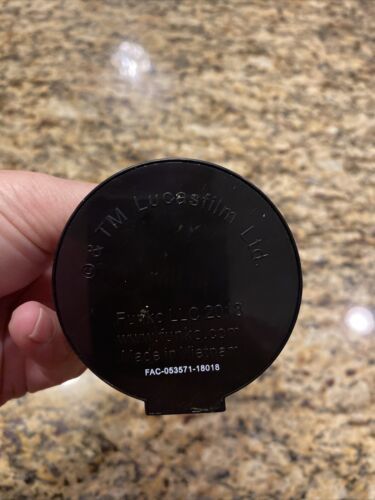 © & TM Lucasfilm Ltd.
Funko LLC 2018
www.funko.com
Made in Vietnam
FAC-053571-18018